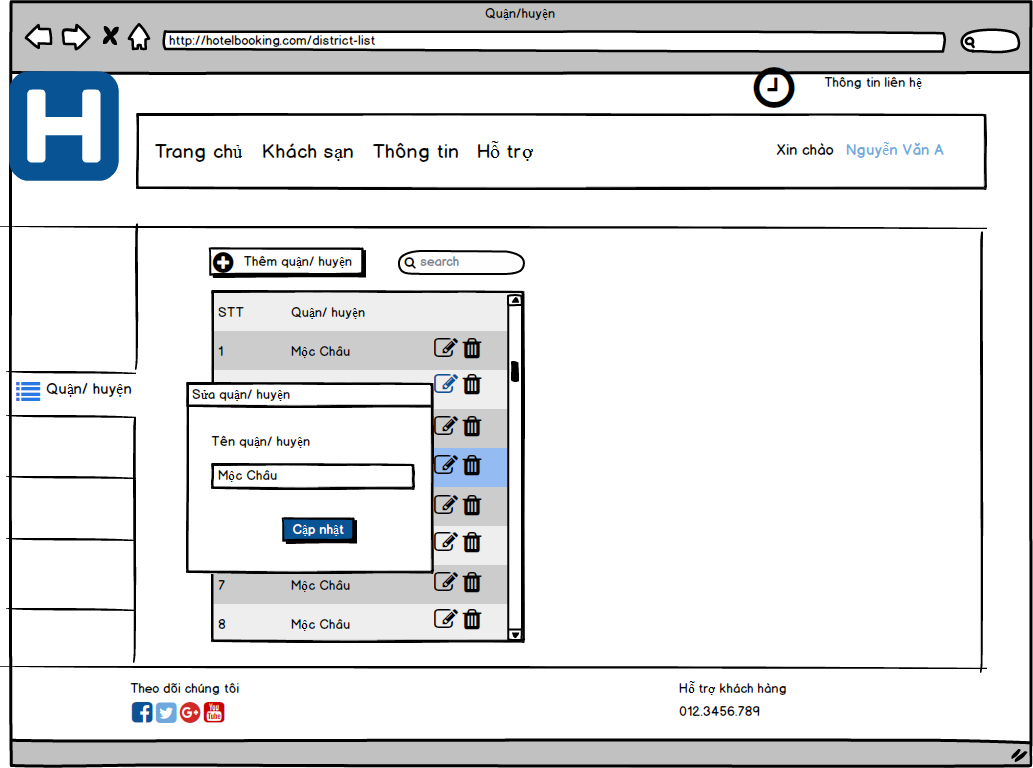 Quận/huyện
http://hotelbooking.com/district-list
Thông tin liên hệ
H
Trang chủ Khách sạn Thông tin Hỗ trợ
Xin chào Nguyễn Văn A
Thêm quận/ huyện
search
STT Quận/ huyện
1 Mộc Châu
Quận/ huyện
Sửa quận/ huyện
Tên quận/ huyện
Mộc Châu
Cập nhật
7 Mộc Châu
8 Mộc Châu
Theo dõi chúng tôi
Hỗ trợ khách hàng
012.3456.789
f G+ You Tube